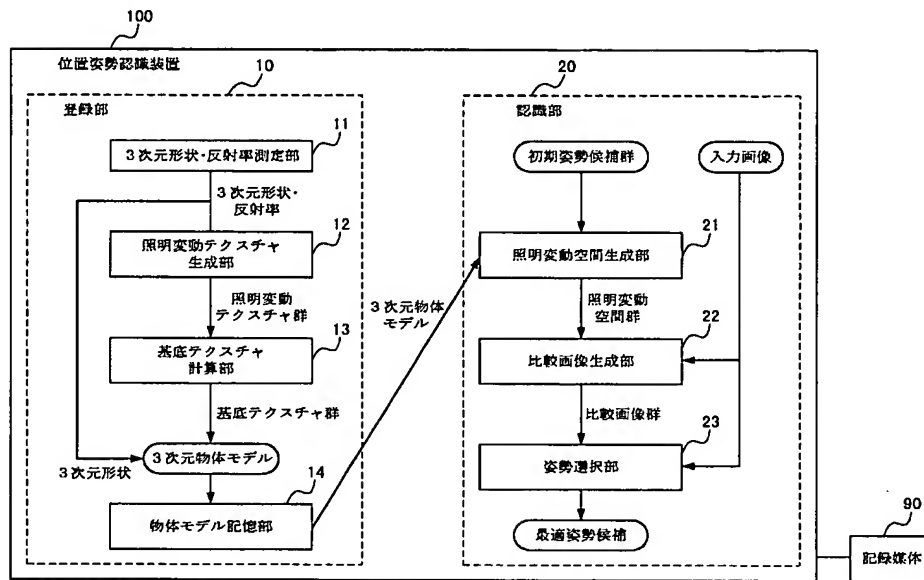 100
位置姿勢認識装置
10
登録部
11
3次元形状・反射率測定部
3次元形状・
反射率
12
照明変動テクスチャ
生成部
照明変動
テクスチャ群
13
基底テクスチャ
計算部
基底テクスチャ群
3次元物体モデル
3次元形状
14
物体モデル記憶部
3次元物体
モデル
20
認識部
初期姿勢候補群
入力画像
21
照明変動空間生成部
照明変動
空間群
22
比較画像生成部
比較画像群
23
姿勢選択部
最適姿勢候補
90
記録媒体